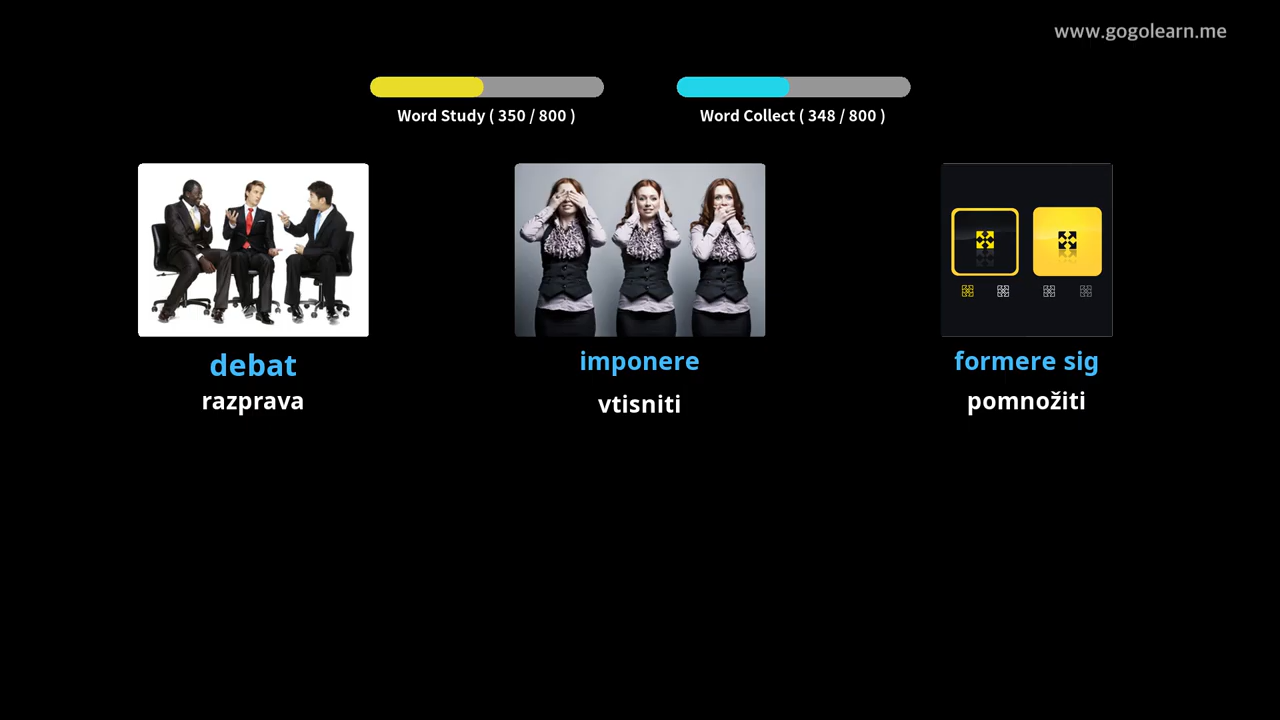 www.gogolearn.me
Word Study ( 350 / 800 )
Word Collect ( 348 / 800 )
debat
razprava
imponere
vtisniti
formere sig
pomnožiti